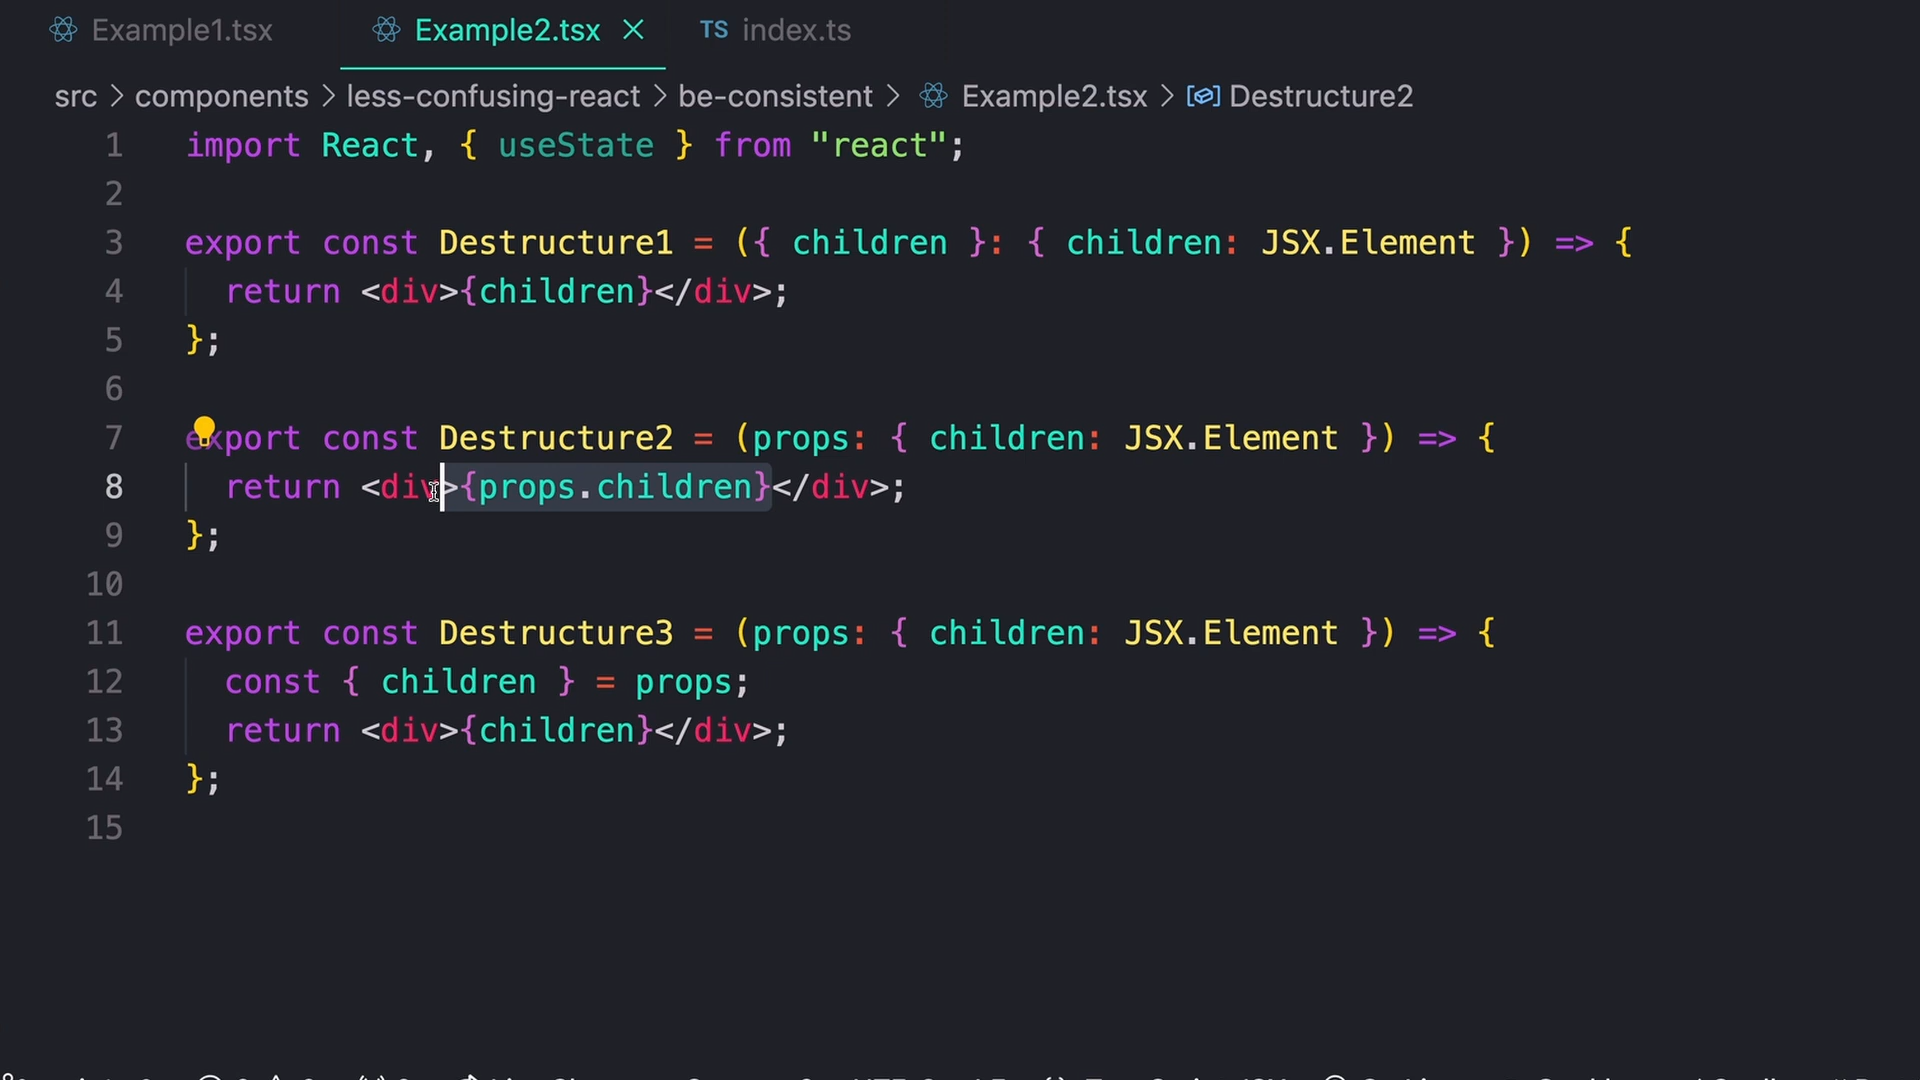 Example1.tsx Example2.tsx TS index.ts
src > components > less-confusing-react > be-consistent > Example2.tsx > Destructure2
1 import React, { useState } from "react";
2
3 export const Destructure1 = ({ children }: { children: JSX.Element }) => {
4 return <div>{children}</div>;
5 };
6
7 export const Destructure2 = (props: { children: JSX.Element }) => {
8 return <div>{props.children}</div>;
9 };
10
11 export const Destructure3 = (props: { children: JSX.Element }) => {
12 const { children } = props;
13 return <div>{children}</div>;
14 };
15